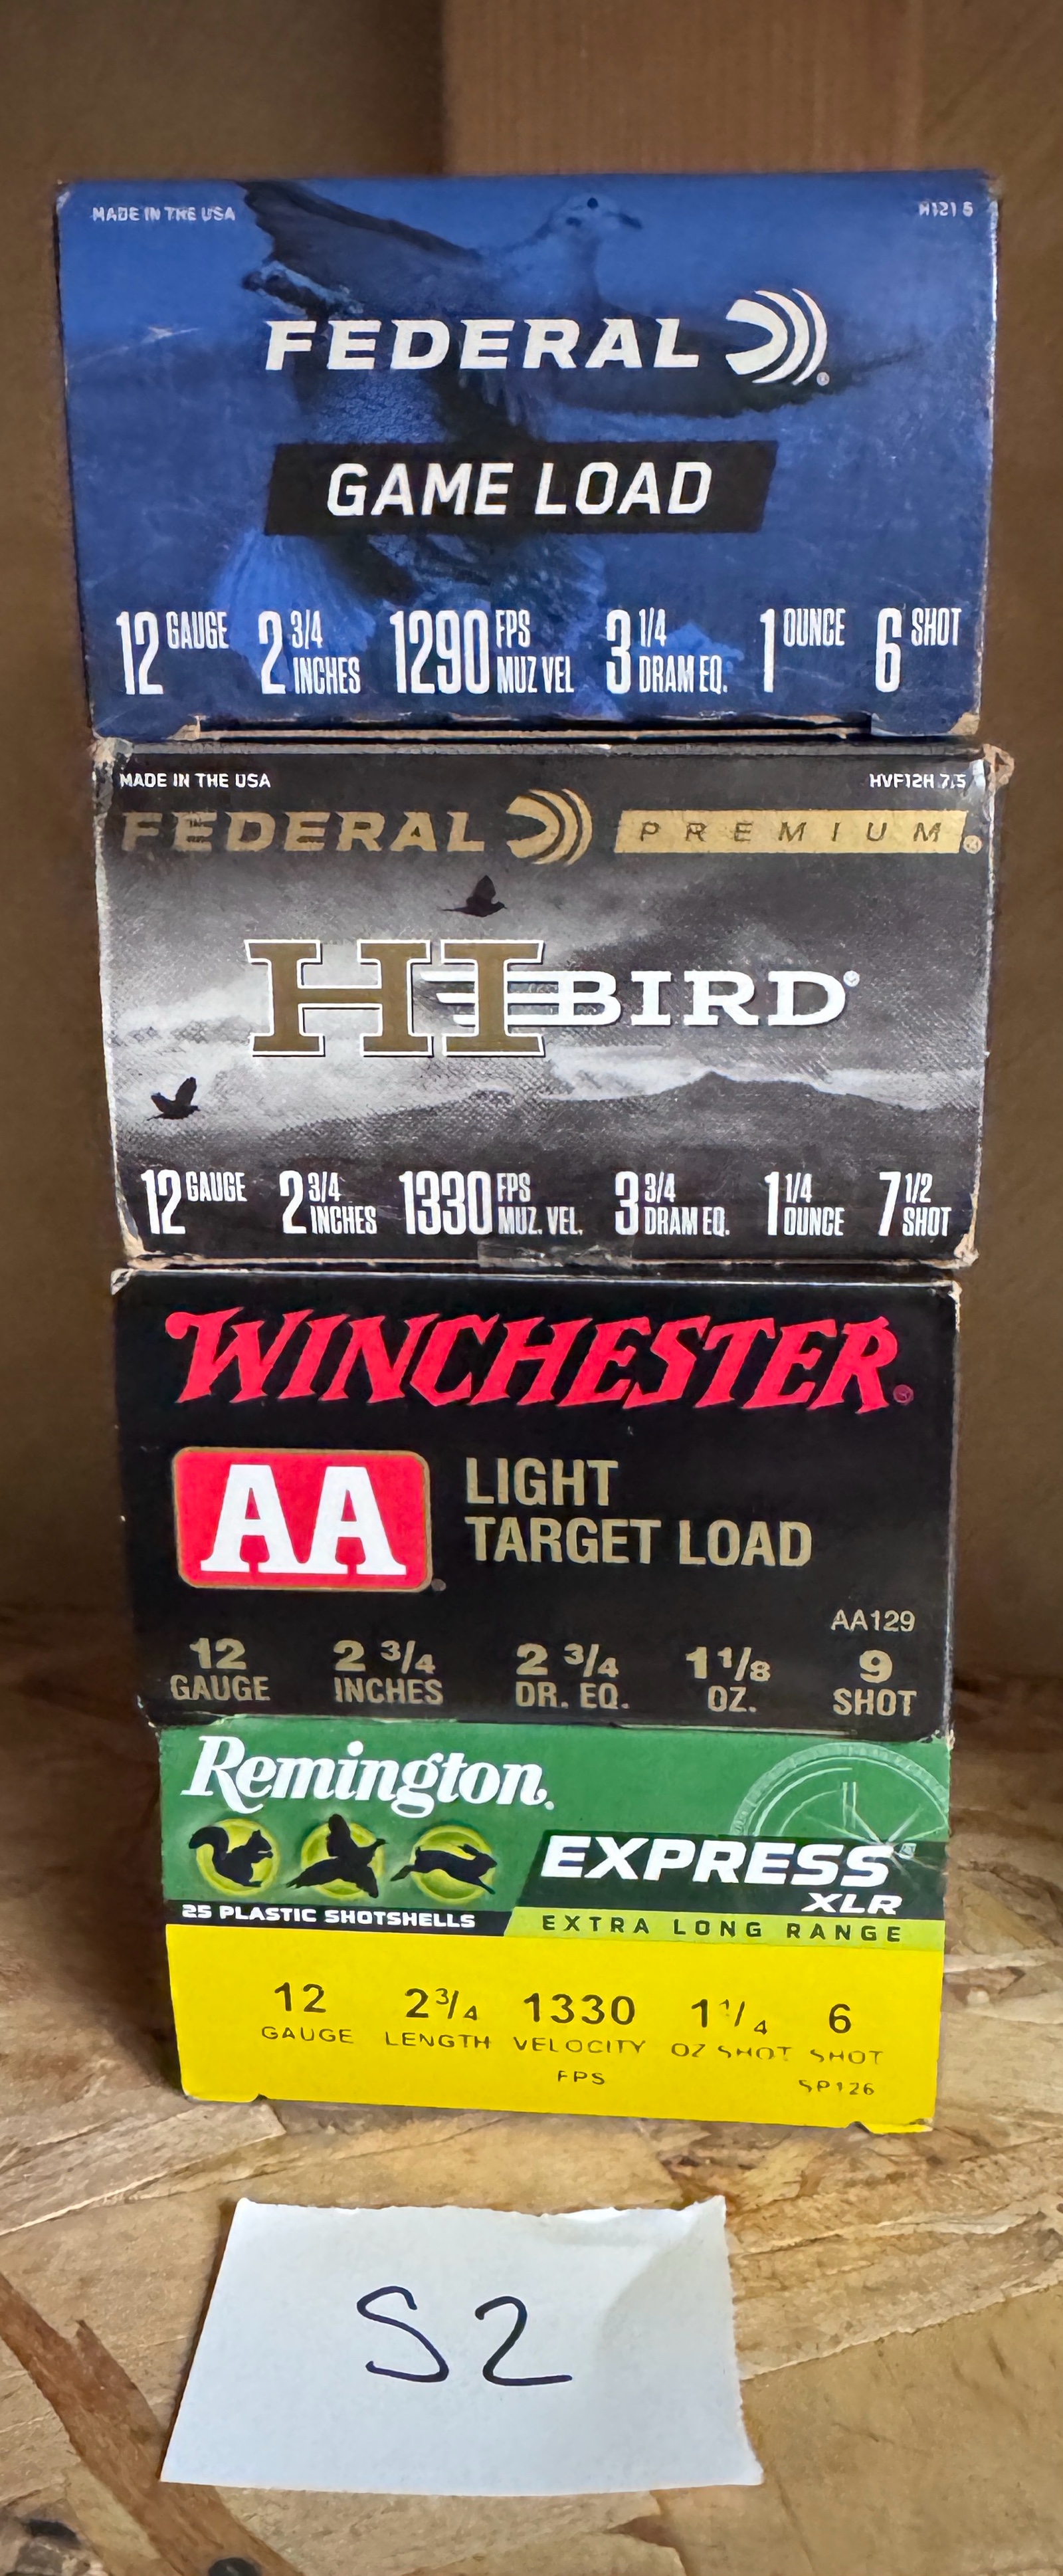 MADE IN THE USA H121 6
FEDERAL
GAME LOAD
12 GAUGE 2 3/4 INCHES 1290 FPS MUZ VEL 3 1/4 DRAM EQ. 1 OUNCE 6 SHOT
MADE IN THE USA HVF12H 7.5
FEDERAL PREMIUM
HI BIRD
12 GAUGE 2 3/4 INCHES 1330 FPS MUZ. VEL. 3 3/4 DRAM EQ. 1 1/4 OUNCE 7 1/2 SHOT
WINCHESTER
AA LIGHT
TARGET LOAD
AA129
12 2 3/4 2 3/4 1 1/8 9
GAUGE INCHES DR. EQ. OZ. SHOT
Remington
EXPRESS
XLR
25 PLASTIC SHOTSHELLS EXTRA LONG RANGE
12 2 3/4 1330 1 1/4 6
GAUGE LENGTH VELOCITY OZ SHOT SHOT
FPS SP126
S2